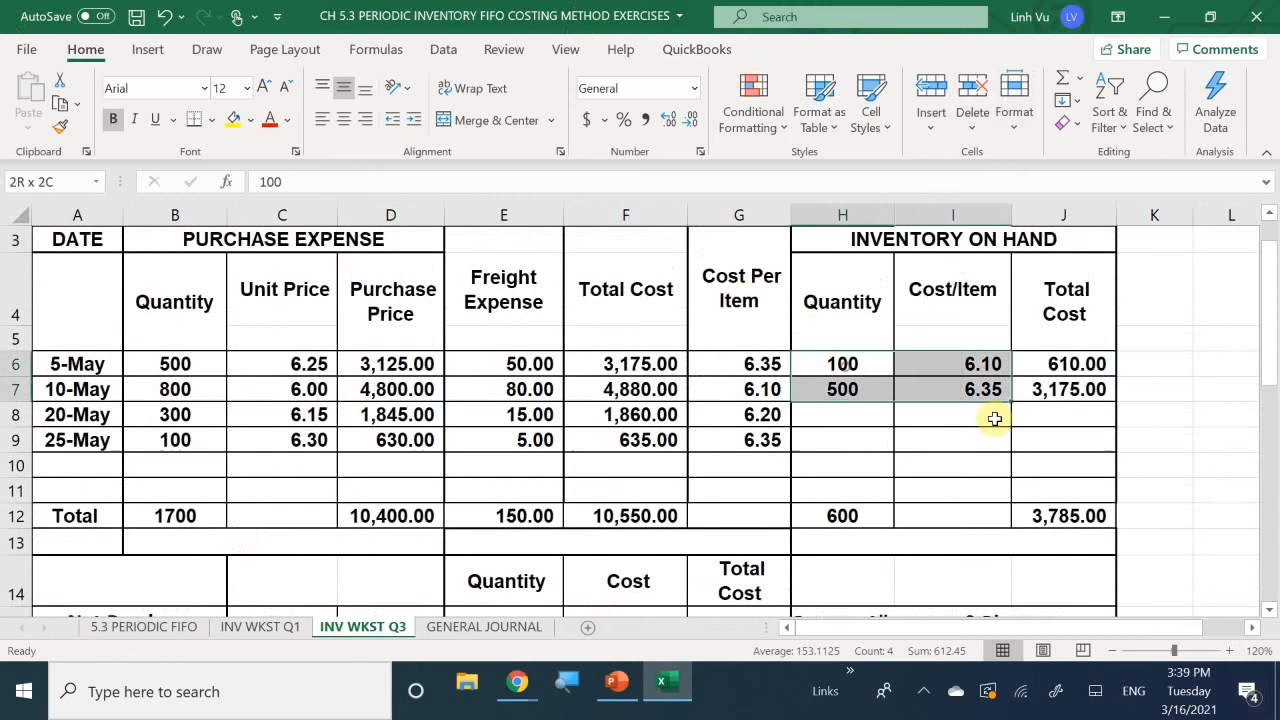 AutoSave Off CH 5.3 PERIODIC INVENTORY FIFO COSTING METHOD EXERCISES Search Linh Vu LV
File Home Insert Draw Page Layout Formulas Data Review View Help QuickBooks Share Comments
Arial 12 Wrap Text General
Paste B I U A Merge & Center $ % Conditional Formatting Format as Table Cell Styles Insert Delete Format Sort & Filter Find & Select Analyze Data
Clipboard Font Alignment Number Styles Cells Editing Analysis
2R x 2C fx 100
A B C D E F G H I J K L
3 DATE PURCHASE EXPENSE INVENTORY ON HAND
4 Quantity Unit Price Purchase Price Freight Expense Total Cost Cost Per Item Quantity Cost/Item Total Cost
5
6 5-May 500 6.25 3,125.00 50.00 3,175.00 6.35 100 6.10 610.00
7 10-May 800 6.00 4,800.00 80.00 4,880.00 6.10 500 6.35 3,175.00
8 20-May 300 6.15 1,845.00 15.00 1,860.00 6.20
9 25-May 100 6.30 630.00 5.00 635.00 6.35
10
11
12 Total 1700 10,400.00 150.00 10,550.00 600 3,785.00
13
14 Quantity Cost Total Cost
5.3 PERIODIC FIFO INV WKST Q1 INV WKST Q3 GENERAL JOURNAL
Ready Average: 153.1125 Count: 4 Sum: 612.45 120%
Type here to search Links ENG 3:39 PM
Tuesday
3/16/2021 4